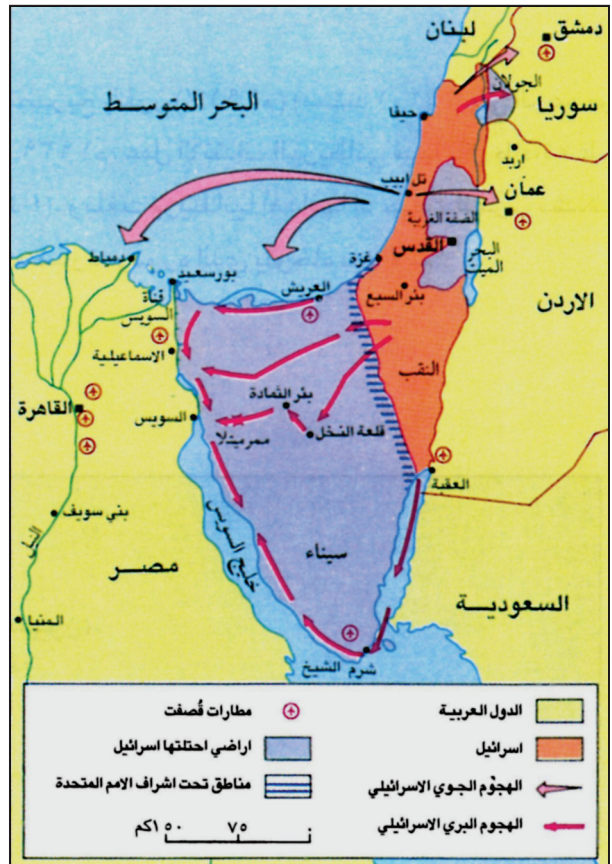 لبنان
دمشق
الجولان
سوريا
البحر المتوسط
حيفا
اربد
تل ابيب
عمان
الضفة الغربية
القدس
البحر
الميت
دمياط
بورسعيد
غزة
العريش
بئر السبع
الاردن
قناة
السويس
الاسماعيلية
النقب
القاهرة
بئر الثمادة
السويس
ممر ميتلا
قلعة النخل
العقبة
بني سويف
النيل
خليج السويس
سيناء
مصر
السعودية
المنيا
شرم الشيخ
الدول العربية
مطارات قُصفت
اسرائيل
اراضي احتلتها اسرائيل
الهجوم الجوي الاسرائيلي
مناطق تحت اشراف الامم المتحدة
الهجوم البري الاسرائيلي
٠ ٧٥ ١٥٠كم